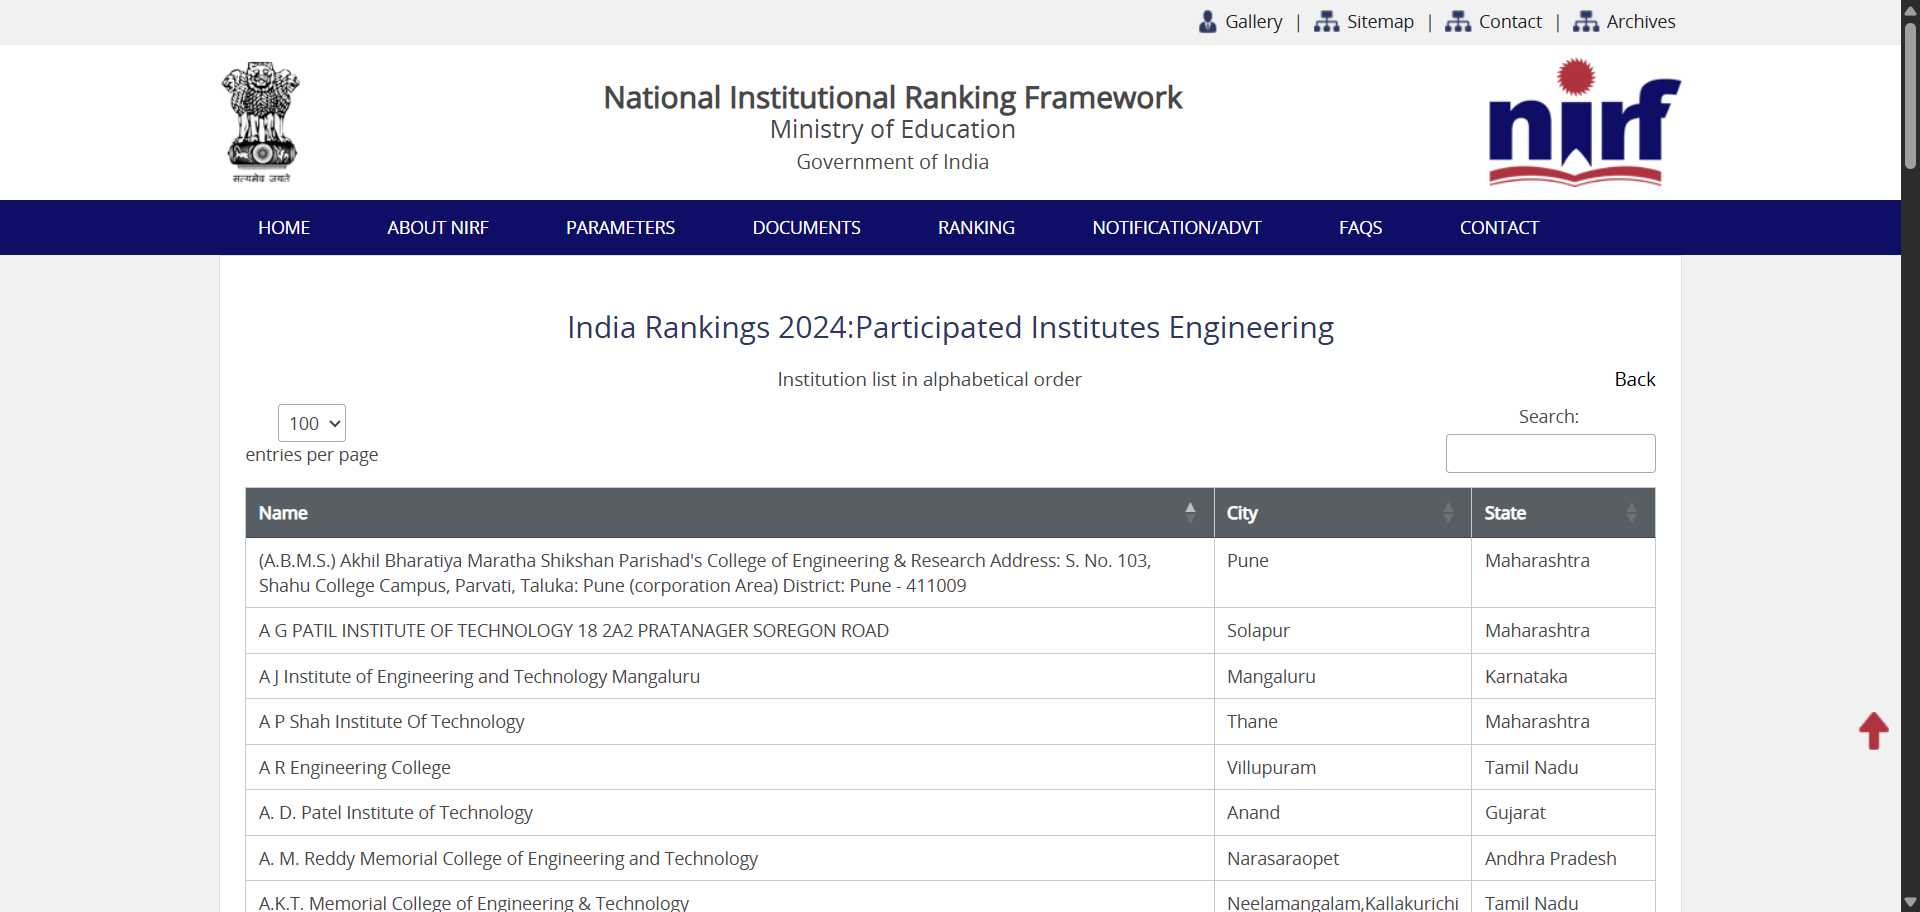 Gallery | Sitemap | Contact | Archives
सत्यमेव जयते
National Institutional Ranking Framework
Ministry of Education
Government of India
nirf
HOME ABOUT NIRF PARAMETERS DOCUMENTS RANKING NOTIFICATION/ADVT FAQS CONTACT
India Rankings 2024:Participated Institutes Engineering
Institution list in alphabetical order
Back
100
entries per page
Search:
Name City State
(A.B.M.S.) Akhil Bharatiya Maratha Shikshan Parishad's College of Engineering & Research Address: S. No. 103, Pune Maharashtra
Shahu College Campus, Parvati, Taluka: Pune (corporation Area) District: Pune - 411009
A G PATIL INSTITUTE OF TECHNOLOGY 18 2A2 PRATANAGER SOREGON ROAD Solapur Maharashtra
A J Institute of Engineering and Technology Mangaluru Mangaluru Karnataka
A P Shah Institute Of Technology Thane Maharashtra
A R Engineering College Villupuram Tamil Nadu
A. D. Patel Institute of Technology Anand Gujarat
A. M. Reddy Memorial College of Engineering and Technology Narasaraopet Andhra Pradesh
A.K.T. Memorial College of Engineering & Technology Neelamangalam,Kallakurichi Tamil Nadu